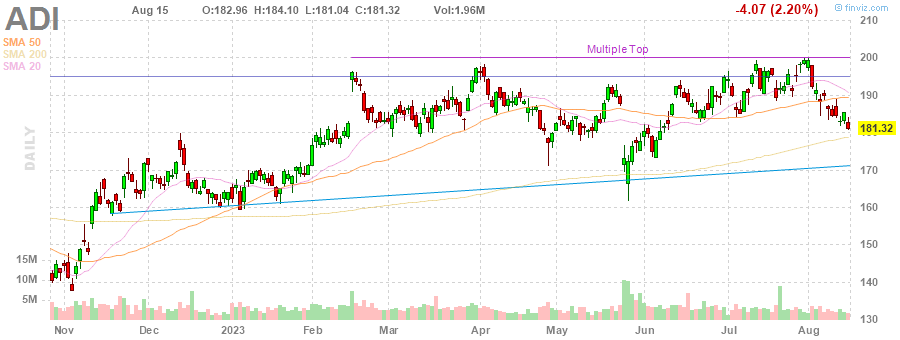 ADI
Aug 15 O:182.96 H:184.10 L:181.04 C:181.32 Vol:1.96M -4.07 (2.20%) © finviz.com
SMA 50
SMA 200
SMA 20
Multiple Top
DAILY
210
200
190
181.32
170
160
150
140
130
15M
10M
5M
Nov Dec 2023 Feb Mar Apr May Jun Jul Aug